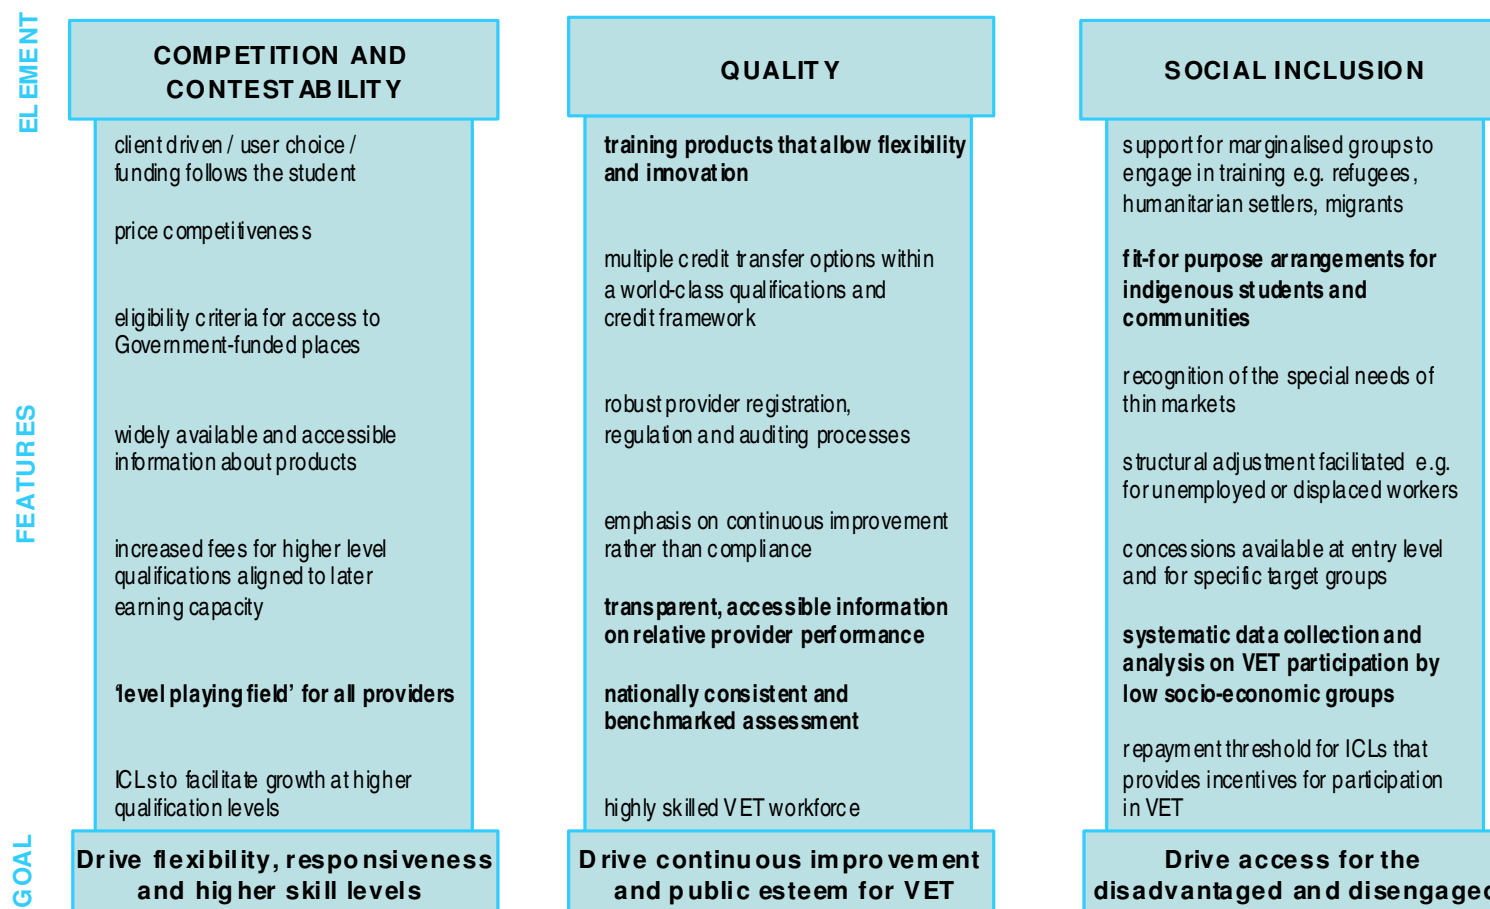 ELEMENT
COMPETITION AND
CONTESTABILITY
client driven / user choice /
funding follows the student
price competitiveness
eligibility criteria for access to
Government-funded places
widely available and accessible
information about products
increased fees for higher level
qualifications aligned to later
earning capacity
‘level playing field’ for all providers
ICLs to facilitate growth at higher
qualification levels
Drive flexibility, responsiveness
and higher skill levels
QUALITY
training products that allow flexibility
and innovation
multiple credit transfer options within
a world-class qualifications and
credit framework
robust provider registration,
regulation and auditing processes
emphasis on continuous improvement
rather than compliance
transparent, accessible information
on relative provider performance
nationally consistent and
benchmarked assessment
highly skilled VET workforce
Drive continuous improvement
and public esteem for VET
SOCIAL INCLUSION
support for marginalised groups to
engage in training e.g. refugees,
humanitarian settlers, migrants
fit-for purpose arrangements for
indigenous students and
communities
recognition of the special needs of
thin markets
structural adjustment facilitated e.g.
for unemployed or displaced workers
concessions available at entry level
and for specific target groups
systematic data collection and
analysis on VET participation by
low socio-economic groups
repayment threshold for ICLs that
provides incentives for participation
in VET
Drive access for the
disadvantaged and disengaged
FEATURES
GOAL